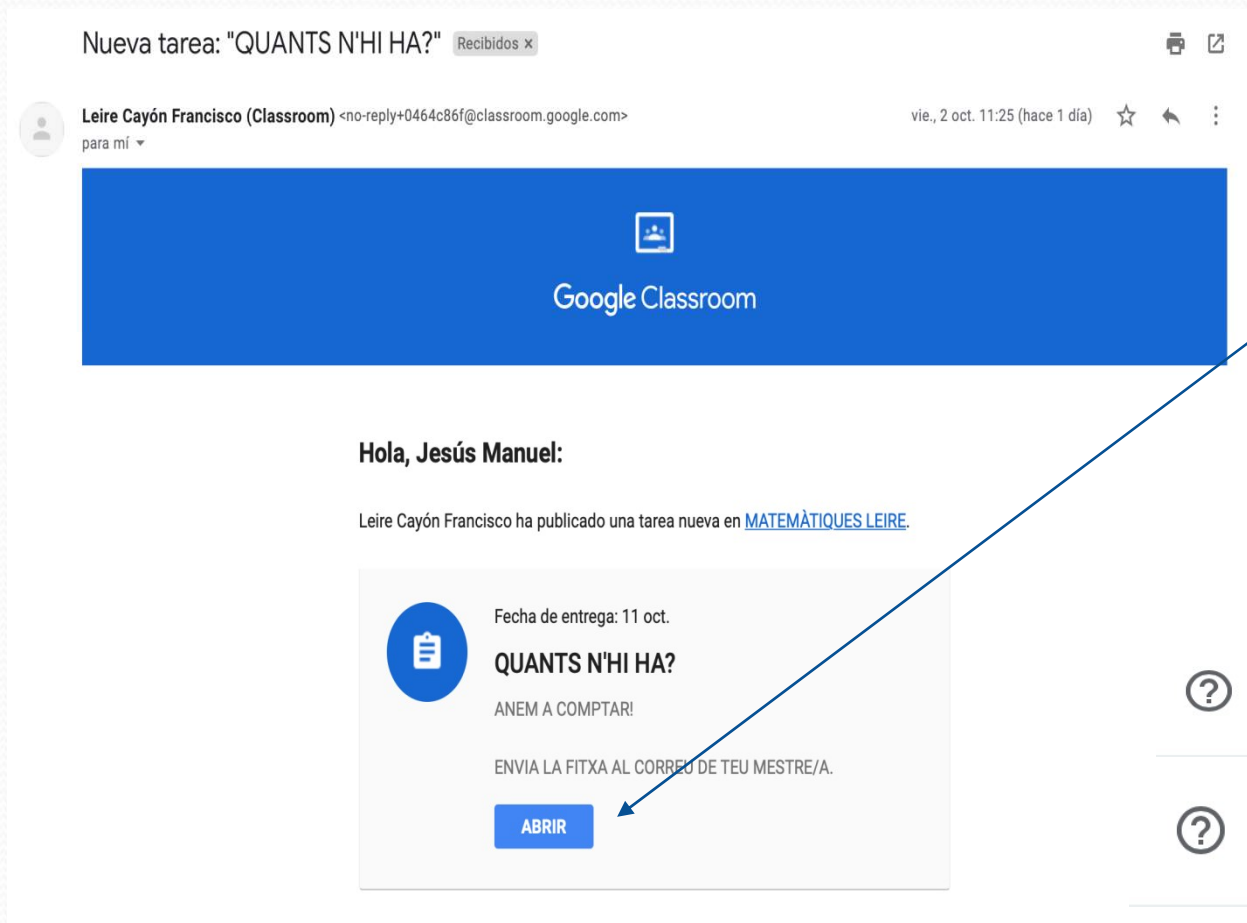 Nueva tarea: "QUANTS N'HI HA?" Recibidos x
Leire Cayón Francisco (Classroom) <no-reply+0464c86f@classroom.google.com> vie., 2 oct. 11:25 (hace 1 día)
para mí
Google Classroom
Hola, Jesús Manuel:
Leire Cayón Francisco ha publicado una tarea nueva en MATEMÀTIQUES LEIRE.
Fecha de entrega: 11 oct.
QUANTS N'HI HA?
ANEM A COMPTAR!
ENVIA LA FITXA AL CORREU DE TEU MESTRE/A.
ABRIR